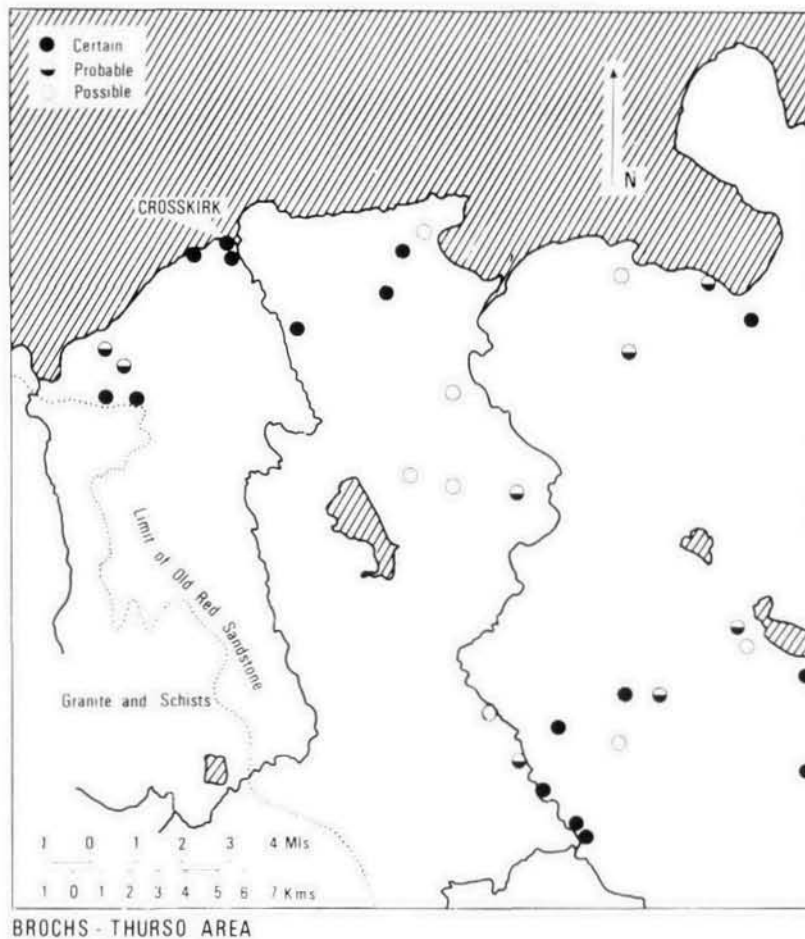 Certain
Probable
Possible
N
CROSSKIRK
Limit of Old Red Sandstone
Granite and Schists
1 0 1 2 3 4 Mls
1 0 1 2 3 4 5 6 7 Kms
BROCHS - THURSO AREA